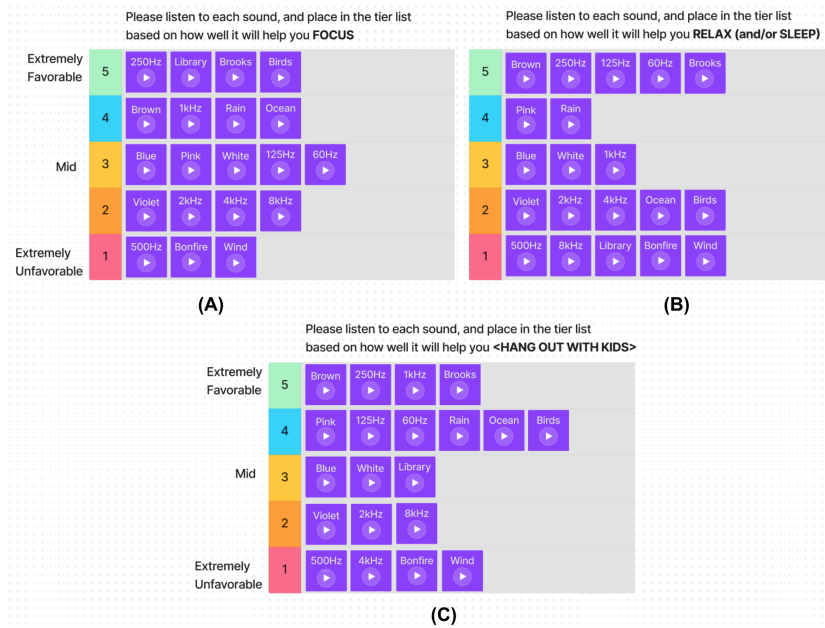 Please listen to each sound, and place in the tier list
based on how well it will help you FOCUS
Extremely
Favorable
5
250Hz Library Brooks Birds
4
Brown 1kHz Rain Ocean
Mid
3
Blue Pink White 125Hz 60Hz
2
Violet 2kHz 4kHz 8kHz
Extremely
Unfavorable
1
500Hz Bonfire Wind
(A)
Please listen to each sound, and place in the tier list
based on how well it will help you RELAX (and/or SLEEP)
5
Brown 250Hz 125Hz 60Hz Brooks
4
Pink Rain
3
Blue White 1kHz
2
Violet 2kHz 4kHz Ocean Birds
1
500Hz 8kHz Library Bonfire Wind
(B)
Please listen to each sound, and place in the tier list
based on how well it will help you <HANG OUT WITH KIDS>
Extremely
Favorable
5
Brown 250Hz 1kHz Brooks
4
Pink 125Hz 60Hz Rain Ocean Birds
Mid
3
Blue White Library
2
Violet 2kHz 8kHz
Extremely
Unfavorable
1
500Hz 4kHz Bonfire Wind
(C)